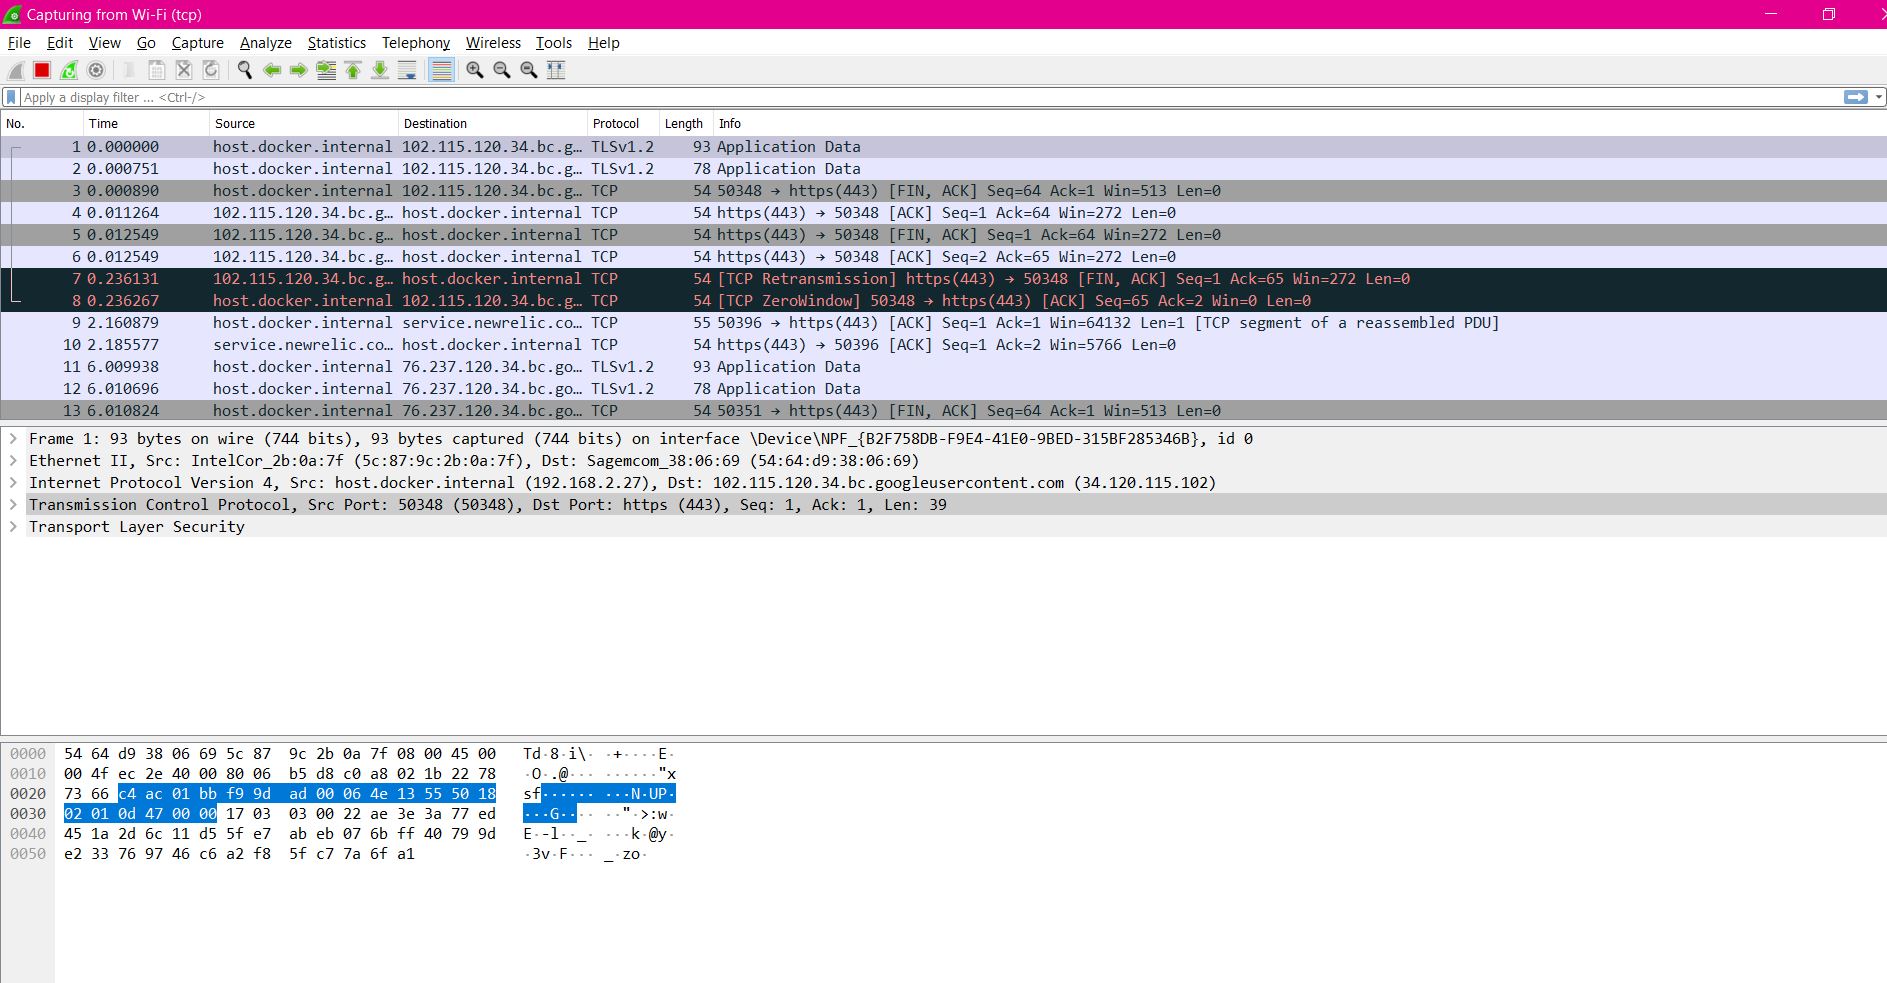 Capturing from Wi-Fi (tcp)
File Edit View Go Capture Analyze Statistics Telephony Wireless Tools Help
Apply a display filter ... <Ctrl-/>
No. Time Source Destination Protocol Length Info
1 0.000000 host.docker.internal 102.115.120.34.bc.g… TLSv1.2 93 Application Data
2 0.000751 host.docker.internal 102.115.120.34.bc.g… TLSv1.2 78 Application Data
3 0.000890 host.docker.internal 102.115.120.34.bc.g… TCP 54 50348 → https(443) [FIN, ACK] Seq=64 Ack=1 Win=513 Len=0
4 0.011264 102.115.120.34.bc.g… host.docker.internal TCP 54 https(443) → 50348 [ACK] Seq=1 Ack=64 Win=272 Len=0
5 0.012549 102.115.120.34.bc.g… host.docker.internal TCP 54 https(443) → 50348 [FIN, ACK] Seq=1 Ack=64 Win=272 Len=0
6 0.012549 102.115.120.34.bc.g… host.docker.internal TCP 54 https(443) → 50348 [ACK] Seq=2 Ack=65 Win=272 Len=0
7 0.236131 102.115.120.34.bc.g… host.docker.internal TCP 54 [TCP Retransmission] https(443) → 50348 [FIN, ACK] Seq=1 Ack=65 Win=272 Len=0
8 0.236267 host.docker.internal 102.115.120.34.bc.g… TCP 54 [TCP ZeroWindow] 50348 → https(443) [ACK] Seq=65 Ack=2 Win=0 Len=0
9 2.160879 host.docker.internal service.newrelic.co… TCP 55 50396 → https(443) [ACK] Seq=1 Ack=1 Win=64132 Len=1 [TCP segment of a reassembled PDU]
10 2.185577 service.newrelic.co… host.docker.internal TCP 54 https(443) → 50396 [ACK] Seq=1 Ack=2 Win=5766 Len=0
11 6.009938 host.docker.internal 76.237.120.34.bc.go… TLSv1.2 93 Application Data
12 6.010696 host.docker.internal 76.237.120.34.bc.go… TLSv1.2 78 Application Data
13 6.010824 host.docker.internal 76.237.120.34.bc.go… TCP 54 50351 → https(443) [FIN, ACK] Seq=64 Ack=1 Win=513 Len=0
Frame 1: 93 bytes on wire (744 bits), 93 bytes captured (744 bits) on interface \Device\NPF_{B2F758DB-F9E4-41E0-9BED-315BF285346B}, id 0
Ethernet II, Src: IntelCor_2b:0a:7f (5c:87:9c:2b:0a:7f), Dst: Sagemcom_38:06:69 (54:64:d9:38:06:69)
Internet Protocol Version 4, Src: host.docker.internal (192.168.2.27), Dst: 102.115.120.34.bc.googleusercontent.com (34.120.115.102)
Transmission Control Protocol, Src Port: 50348 (50348), Dst Port: https (443), Seq: 1, Ack: 1, Len: 39
Transport Layer Security
0000 54 64 d9 38 06 69 5c 87 9c 2b 0a 7f 08 00 45 00 Td·8·i\· ·+····E·
0010 00 4f ec 2e 40 00 80 06 b5 d8 c0 a8 02 1b 22 78 ·O·.@··· ······"x
0020 73 66 c4 ac 01 bb f9 9d ad 00 06 4e 13 55 50 18 sf······ ···N·UP·
0030 02 01 0d 47 00 00 17 03 03 00 22 ae 3e 3a 77 ed ···G···· ··"·>:w·
0040 45 1a 2d 6c 11 d5 5f e7 ab eb 07 6b ff 40 79 9d E·-l··_· ···k·@y·
0050 e2 33 76 97 46 c6 a2 f8 5f c7 7a 6f a1 ·3v·F··· _·zo·